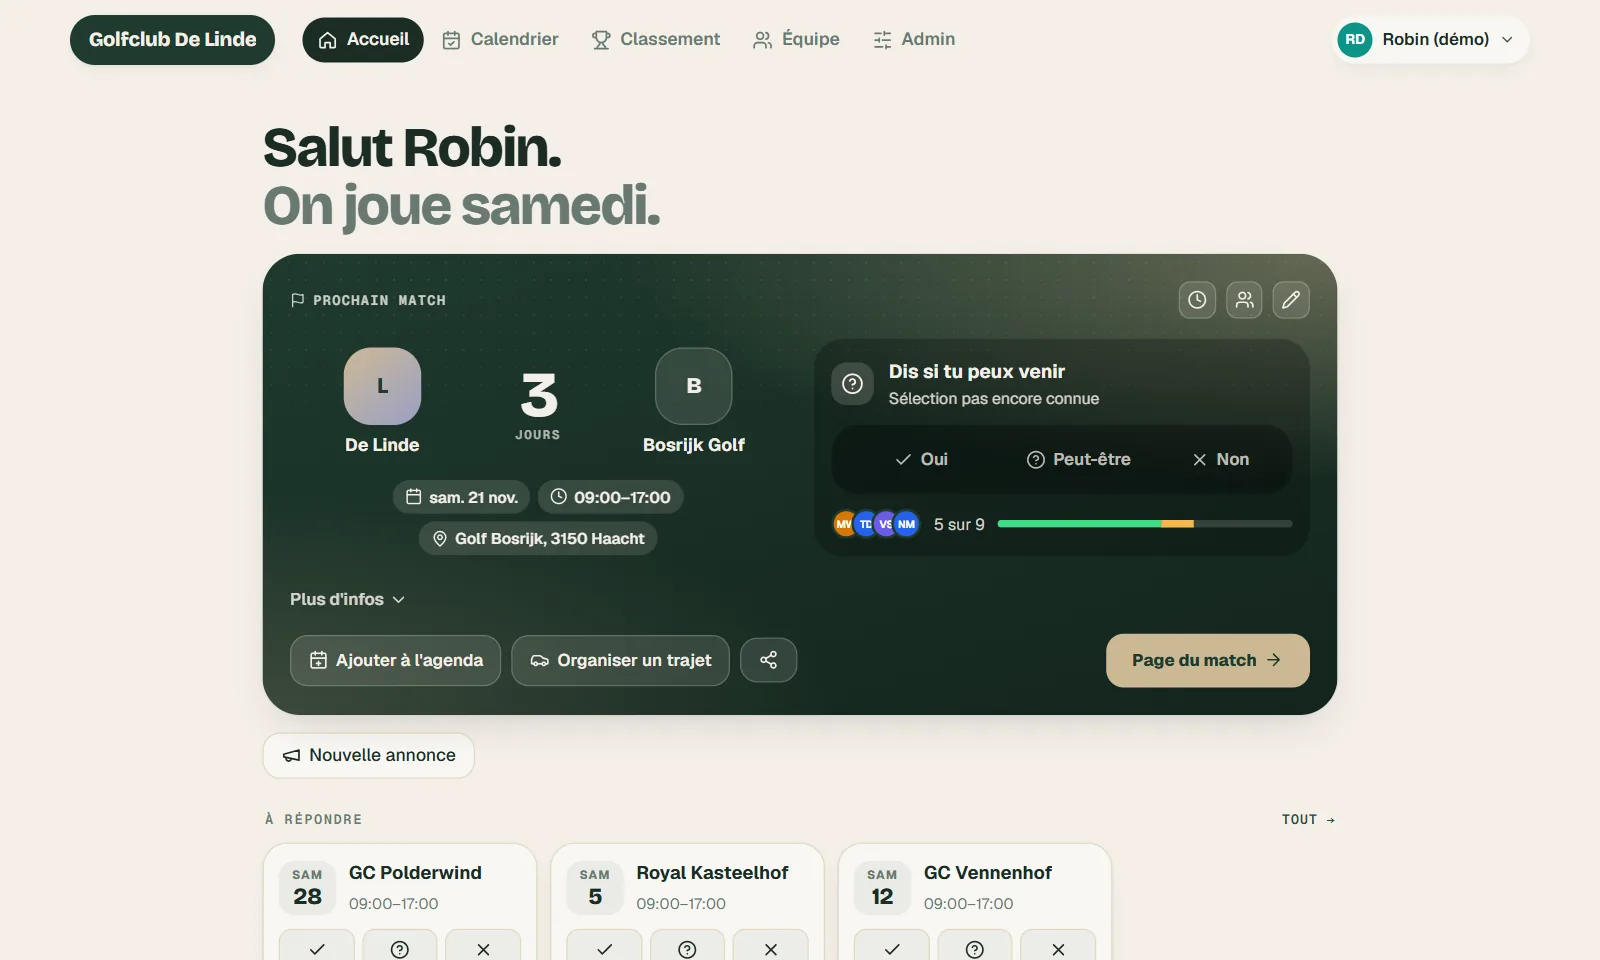 Golfclub De Linde
Accueil
Calendrier
Classement
Équipe
Admin
RD
Robin (démo)
Salut Robin.
On joue samedi.
PROCHAIN MATCH
L
De Linde
3
JOURS
B
Bosrijk Golf
sam. 21 nov.
09:00–17:00
Golf Bosrijk, 3150 Haacht
Dis si tu peux venir
Sélection pas encore connue
Oui
Peut-être
Non
VS
NM
5 sur 9
Plus d'infos
Ajouter à l'agenda
Organiser un trajet
Page du match →
Nouvelle annonce
À RÉPONDRE
TOUT →
SAM
28
GC Polderwind
09:00–17:00
SAM
5
Royal Kasteelhof
09:00–17:00
SAM
12
GC Vennenhof
09:00–17:00